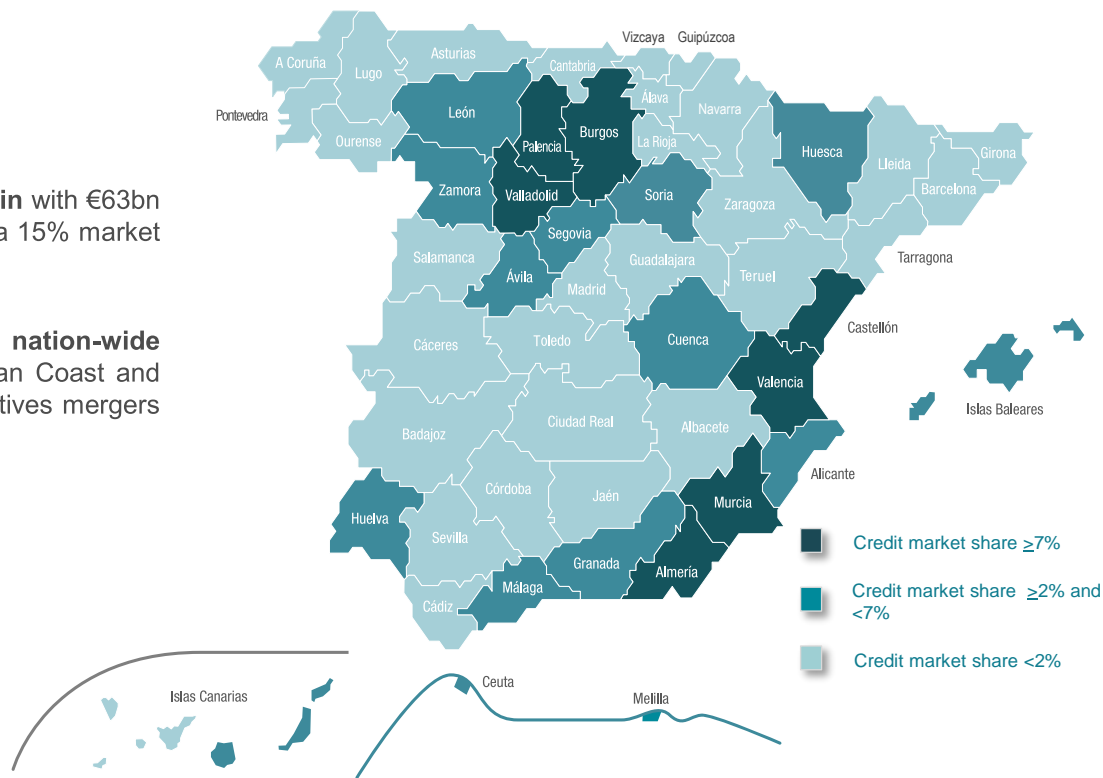 in with €63bn
a 15% market
nation-wide
an Coast and
tives mergers
Vizcaya
Guipúzcoa
A Coruña
Lugo
Asturias
Cantabria
Pontevedra
Ourense
León
Palencia
Burgos
Álava
Navarra
La Rioja
Huesca
Lleida
Girona
Barcelona
Zamora
Valladolid
Soria
Zaragoza
Segovia
Salamanca
Ávila
Guadalajara
Madrid
Teruel
Tarragona
Castellón
Cáceres
Toledo
Cuenca
Valencia
Islas Baleares
Badajoz
Ciudad Real
Albacete
Alicante
Córdoba
Jaén
Murcia
Huelva
Sevilla
Granada
Almería
Málaga
Cádiz
Credit market share ≥7%
Credit market share ≥2% and
<7%
Credit market share <2%
Islas Canarias
Ceuta
Melilla